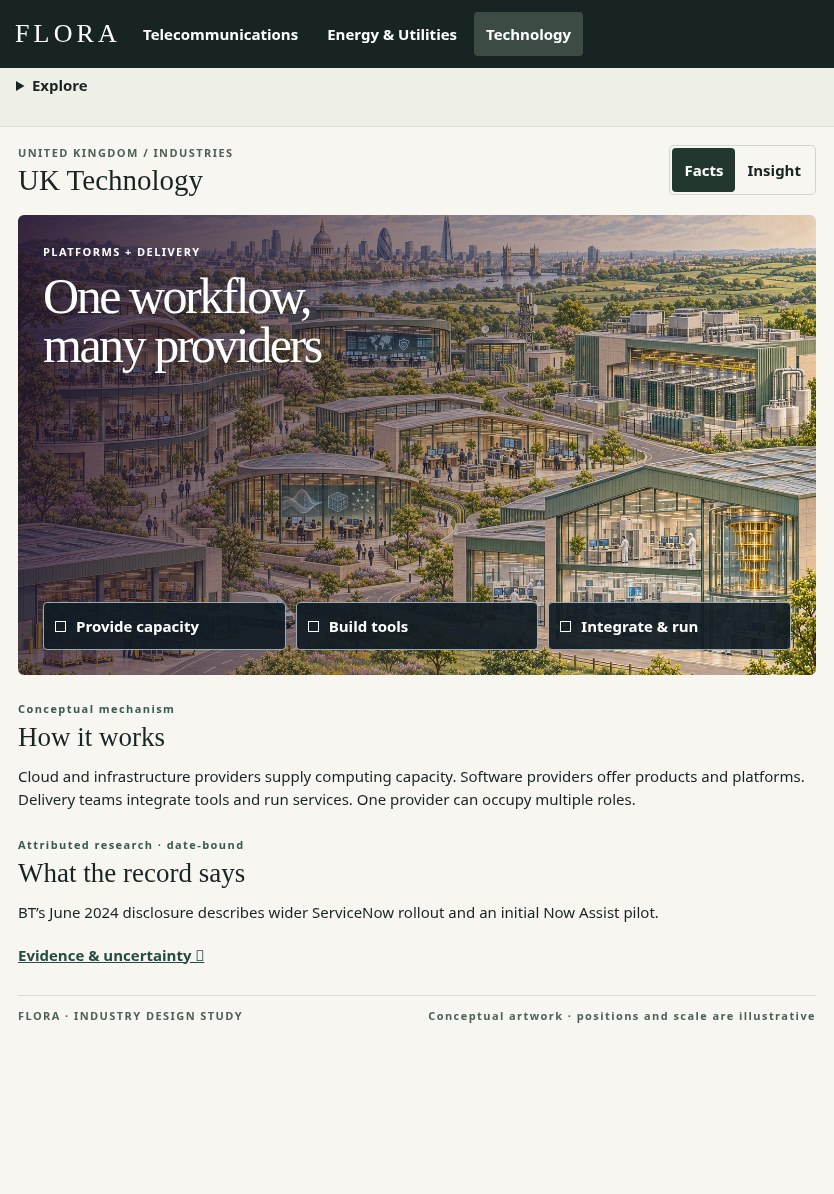 FLORA
Telecommunications
Energy & Utilities
Technology
Explore
UNITED KINGDOM / INDUSTRIES
UK Technology
Facts
Insight
PLATFORMS + DELIVERY
One workflow,
many providers
Provide capacity
Build tools
Integrate & run
Conceptual mechanism
How it works
Cloud and infrastructure providers supply computing capacity. Software providers offer products and platforms.
Delivery teams integrate tools and run services. One provider can occupy multiple roles.
Attributed research · date-bound
What the record says
BT’s June 2024 disclosure describes wider ServiceNow rollout and an initial Now Assist pilot.
Evidence & uncertainty
FLORA · INDUSTRY DESIGN STUDY
Conceptual artwork · positions and scale are illustrative